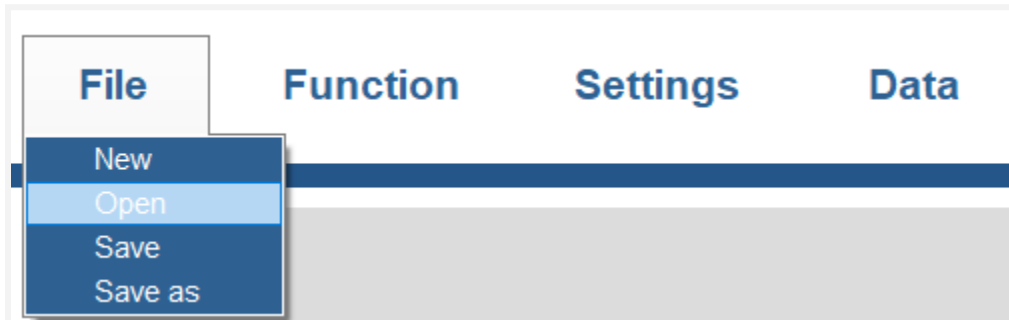 File Function Settings Data
New
Open
Save
Save as